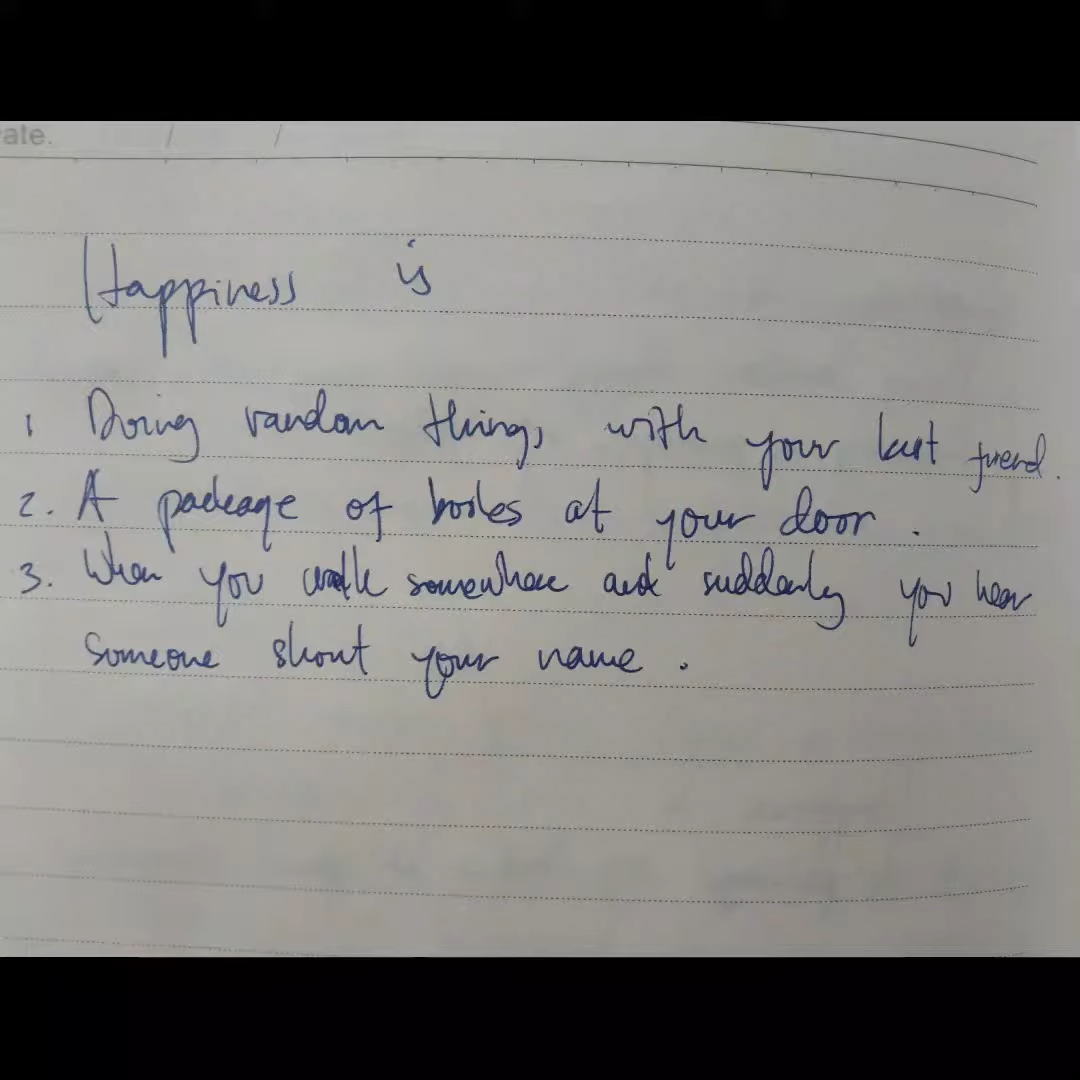 ate. / /
Happiness is
1 Doing random things with your best friend.
2. A package of books at your door.
3. When you walk somewhere and suddenly you hear
someone shout your name.